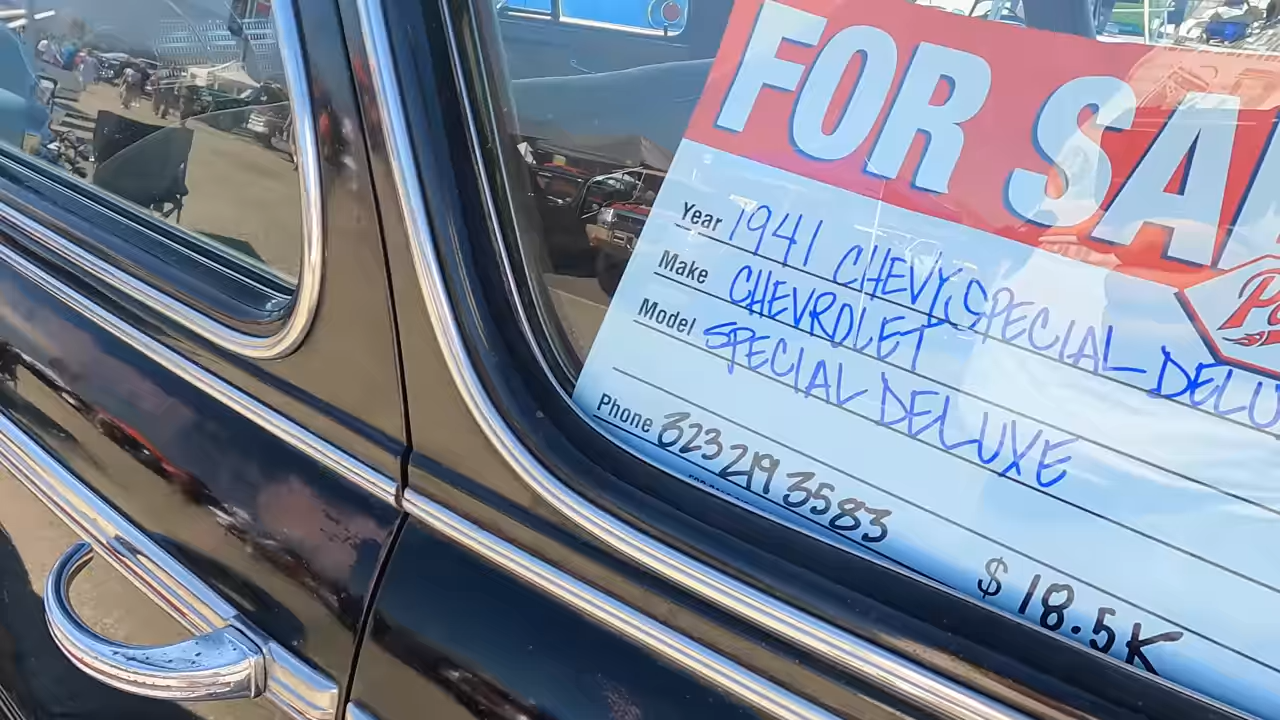 FOR SA
Year 1941 CHEVY SPECIAL DELU
Make CHEVROLET
Model SPECIAL DELUXE
Phone 323 219 3583
$18.5K